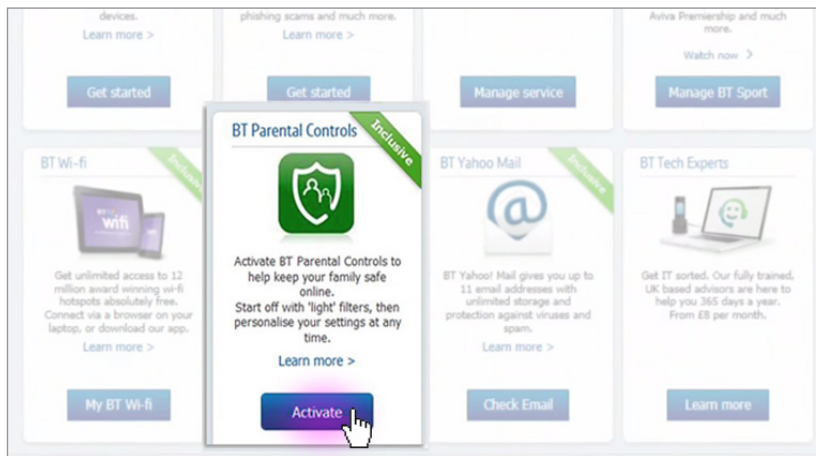 devices.
Learn more >
Get started
phishing scams and much more.
Learn more >
Get started
Manage service
Aviva Premiership and much
more.
Watch now >
Manage BT Sport
BT Wi-fi
Inclusive
wifi
Get unlimited access to 12
million award winning wi-fi
hotspots absolutely free.
Connect via a browser on your
laptop, or download our app.
Learn more >
My BT Wi-fi
BT Parental Controls
Inclusive
Activate BT Parental Controls to
help keep your family safe
online.
Start off with 'light' filters, then
personalise your settings at any
time.
Learn more >
Activate
BT Yahoo Mail
Inclusive
@
BT Yahoo! Mail gives you up to
11 email addresses with
unlimited storage and
protection against viruses and
spam.
Learn more >
Check Email
BT Tech Experts
Get IT sorted. Our fully trained,
UK based advisors are here to
help you 365 days a year.
From £8 per month.
Learn more